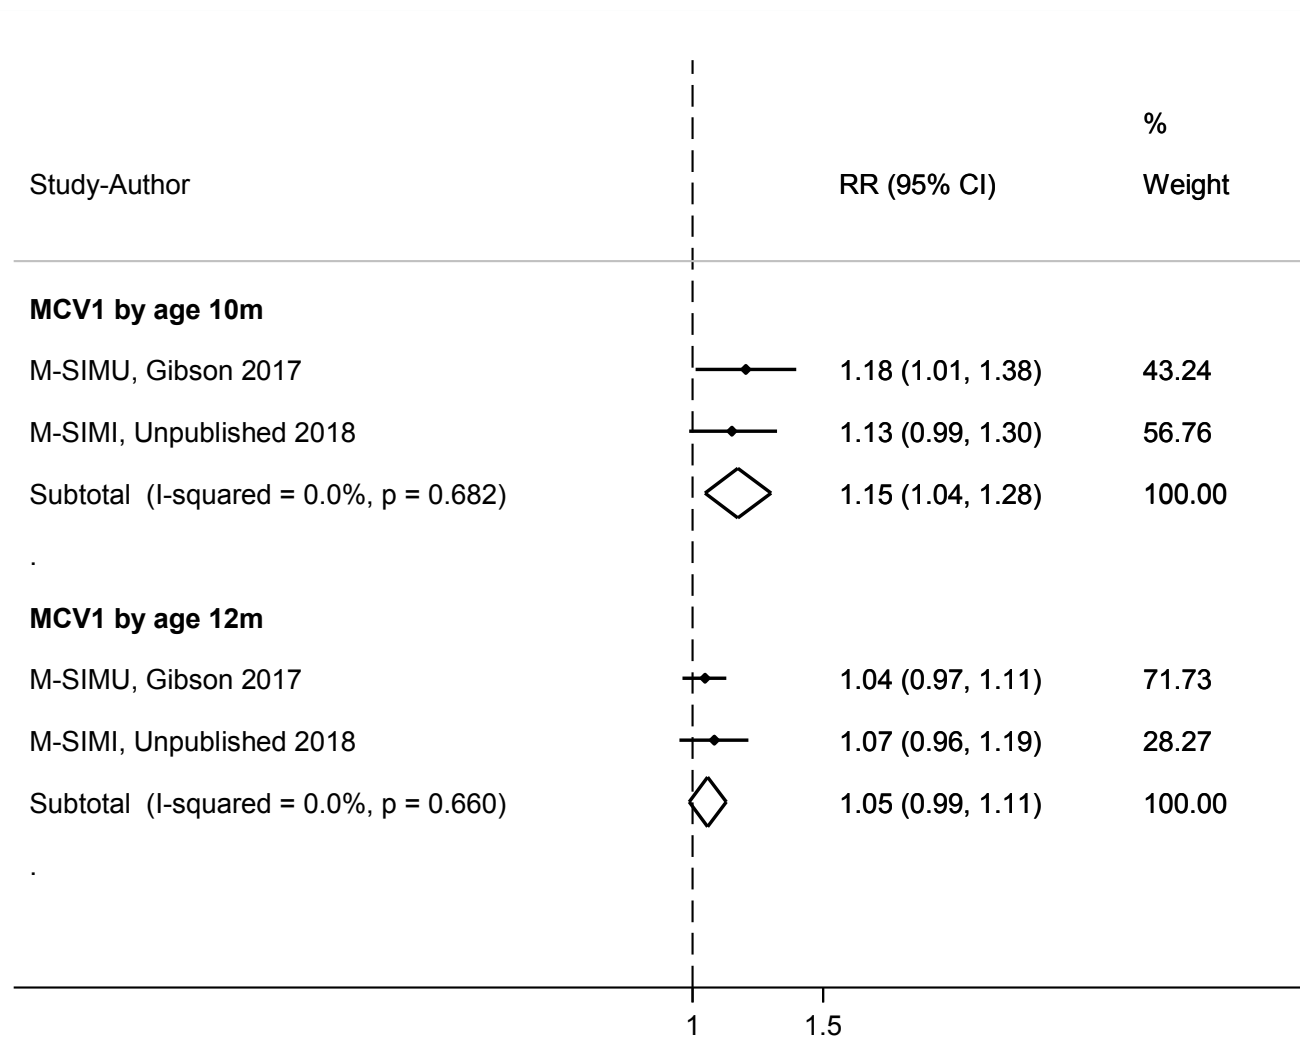 %
Study-Author RR (95% CI) Weight
MCV1 by age 10m
M-SIMU, Gibson 2017 1.18 (1.01, 1.38) 43.24
M-SIMI, Unpublished 2018 1.13 (0.99, 1.30) 56.76
Subtotal (I-squared = 0.0%, p = 0.682) 1.15 (1.04, 1.28) 100.00
.
MCV1 by age 12m
M-SIMU, Gibson 2017 1.04 (0.97, 1.11) 71.73
M-SIMI, Unpublished 2018 1.07 (0.96, 1.19) 28.27
Subtotal (I-squared = 0.0%, p = 0.660) 1.05 (0.99, 1.11) 100.00
.
1 1.5